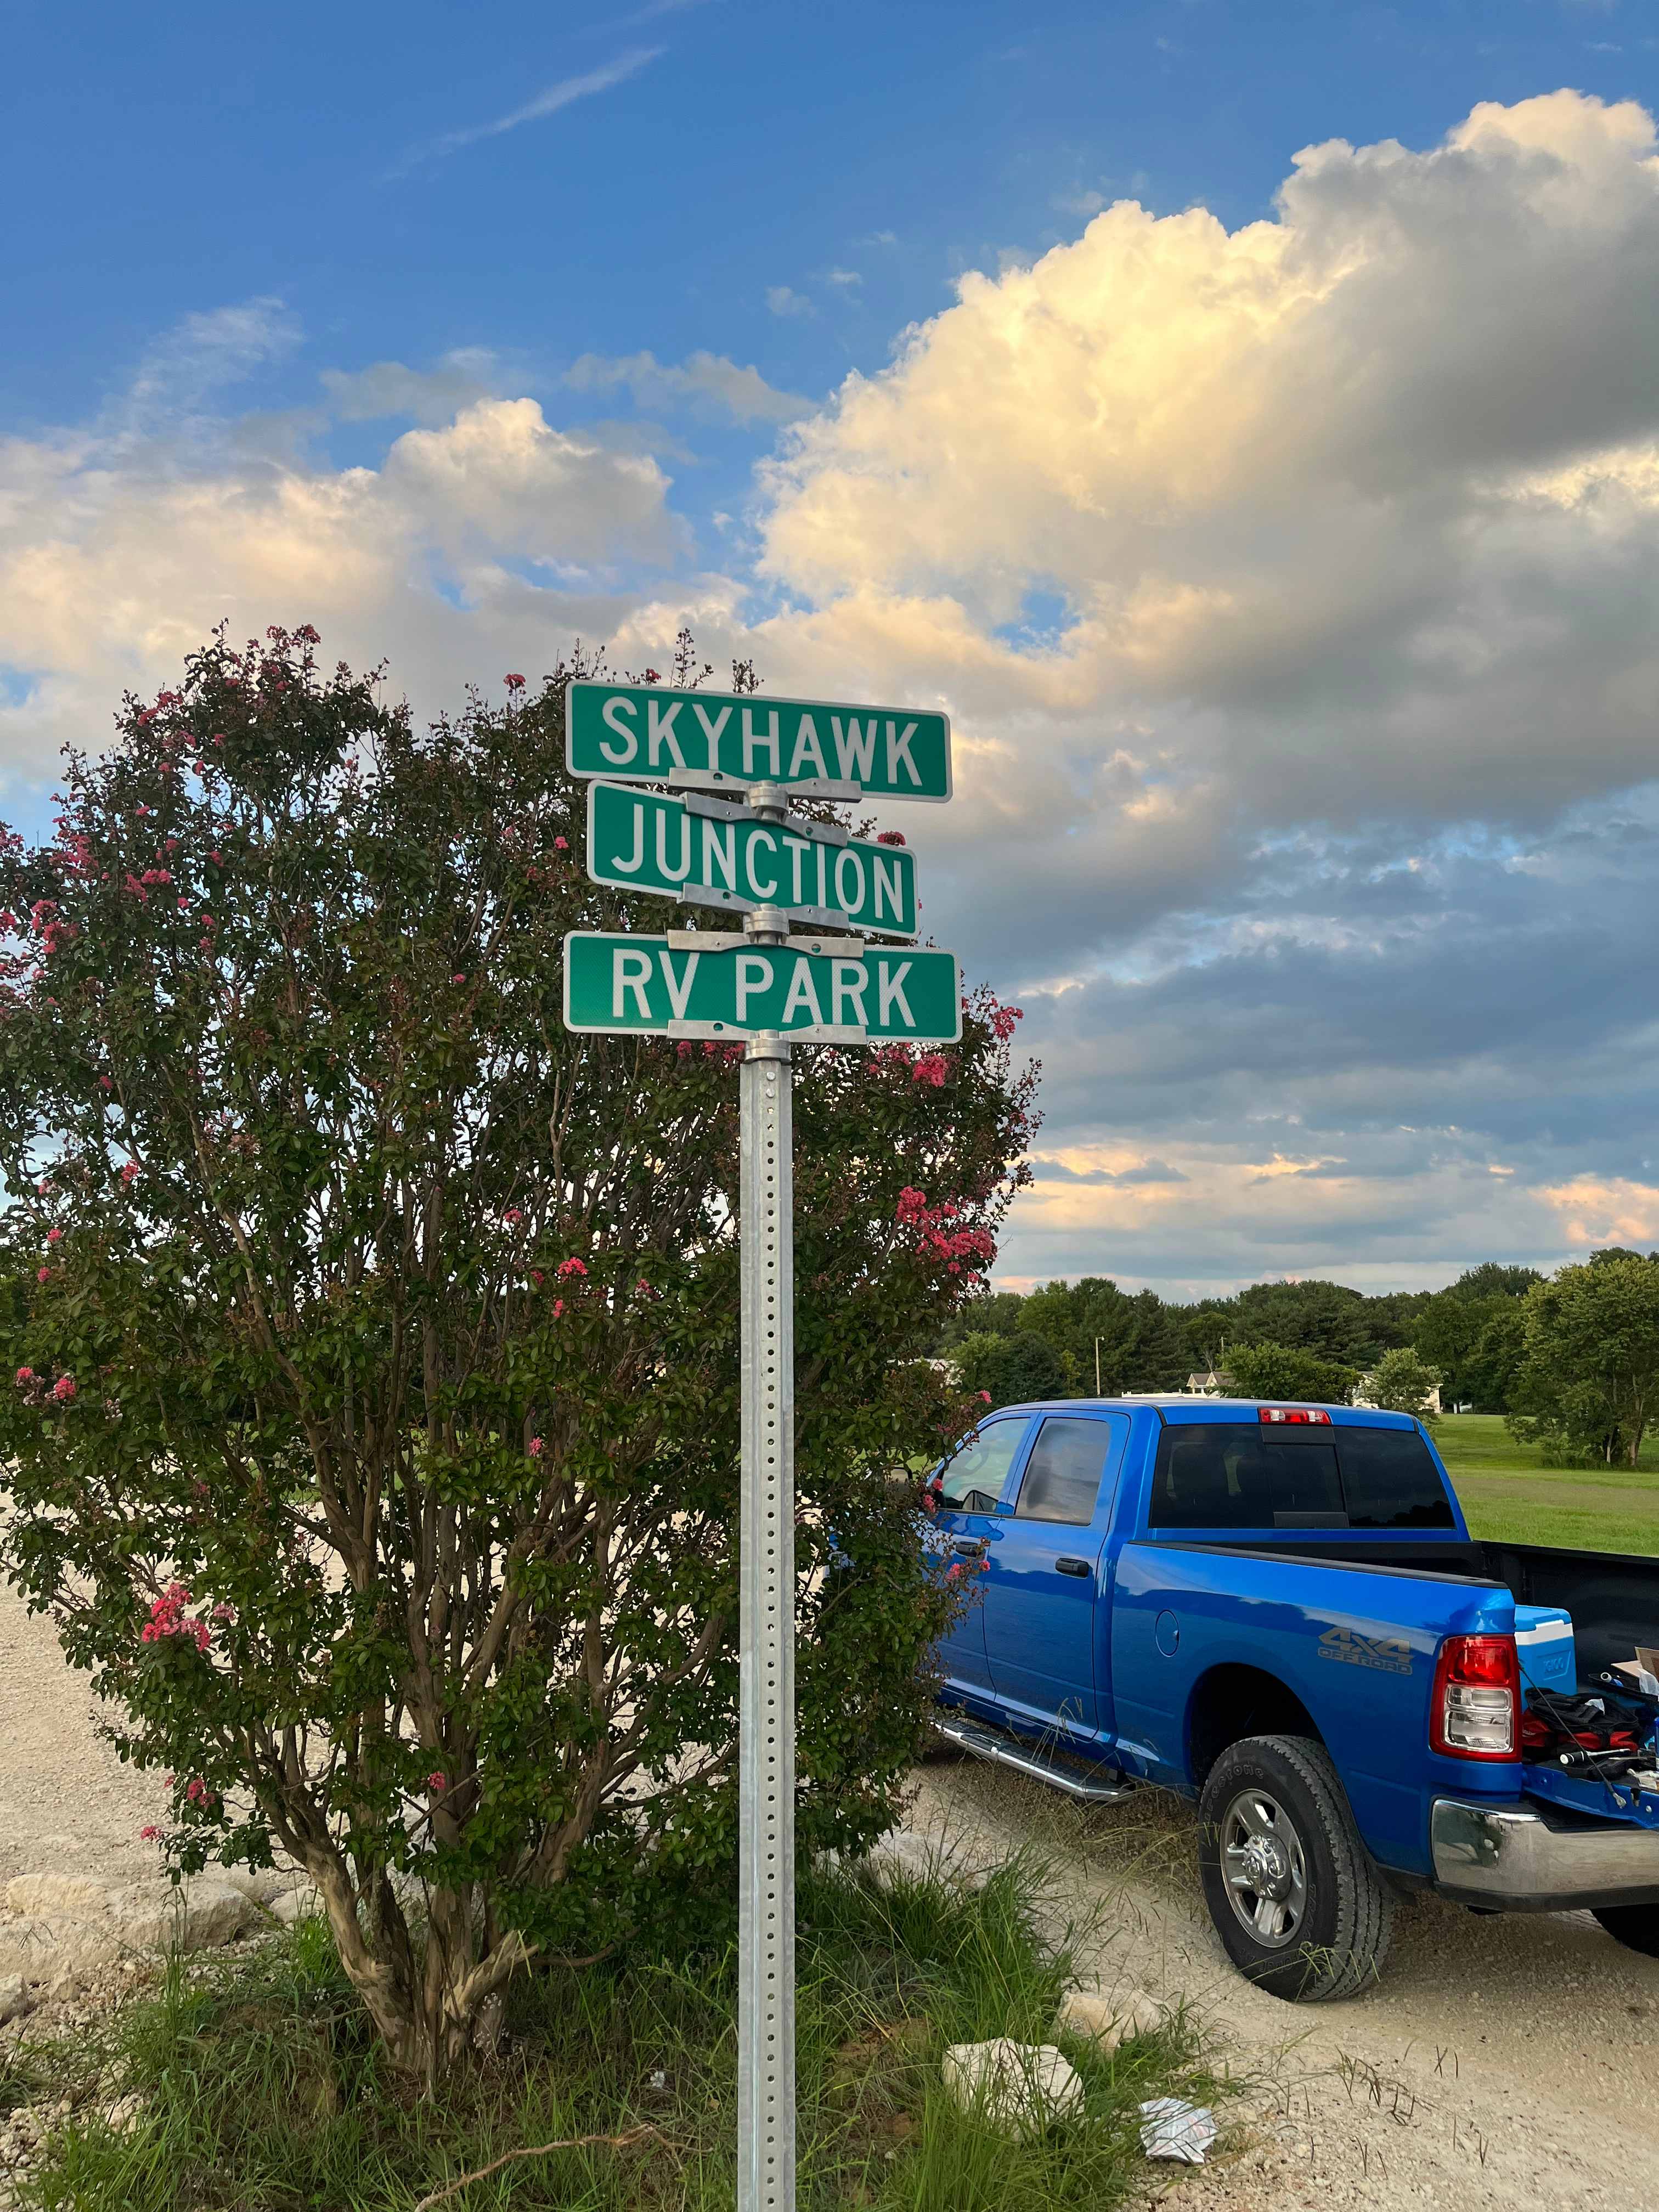 SKYHAWK
JUNCTION
RV PARK
4x4
OFF ROAD